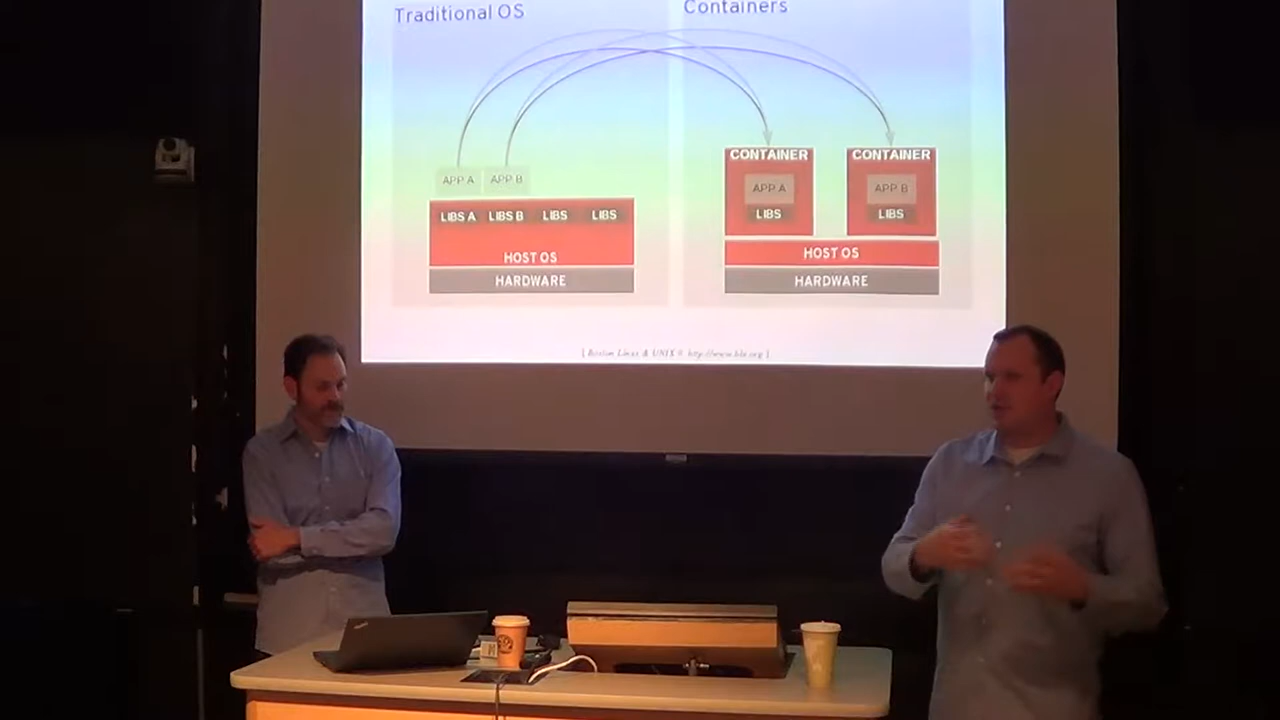 Traditional OS
Containers
CONTAINER
CONTAINER
APP A
APP B
APP A
APP B
LIBS A
LIBS B
LIBS
LIBS
LIBS
LIBS
HOST OS
HOST OS
HARDWARE
HARDWARE
[ Boston Linux & UNIX © http://www.blu.org ]